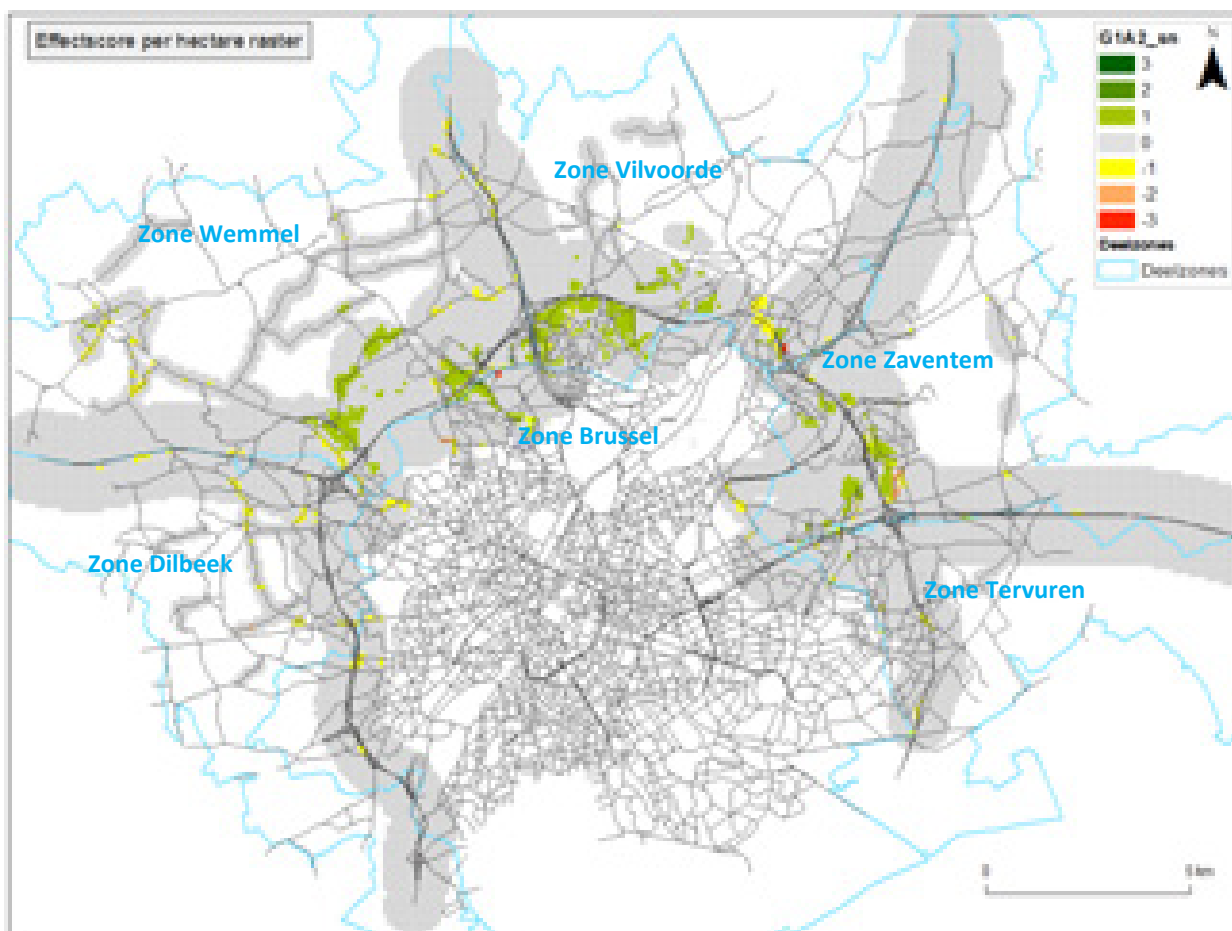 Effectscore per hectare raster
G1A2_sn
N
3
2
1
0
-1
-2
-3
Deelzones
Deelzones
Zone Vilvoorde
Zone Wemmel
Zone Zaventem
Zone Brussel
Zone Dilbeek
Zone Tervuren
0 5 km